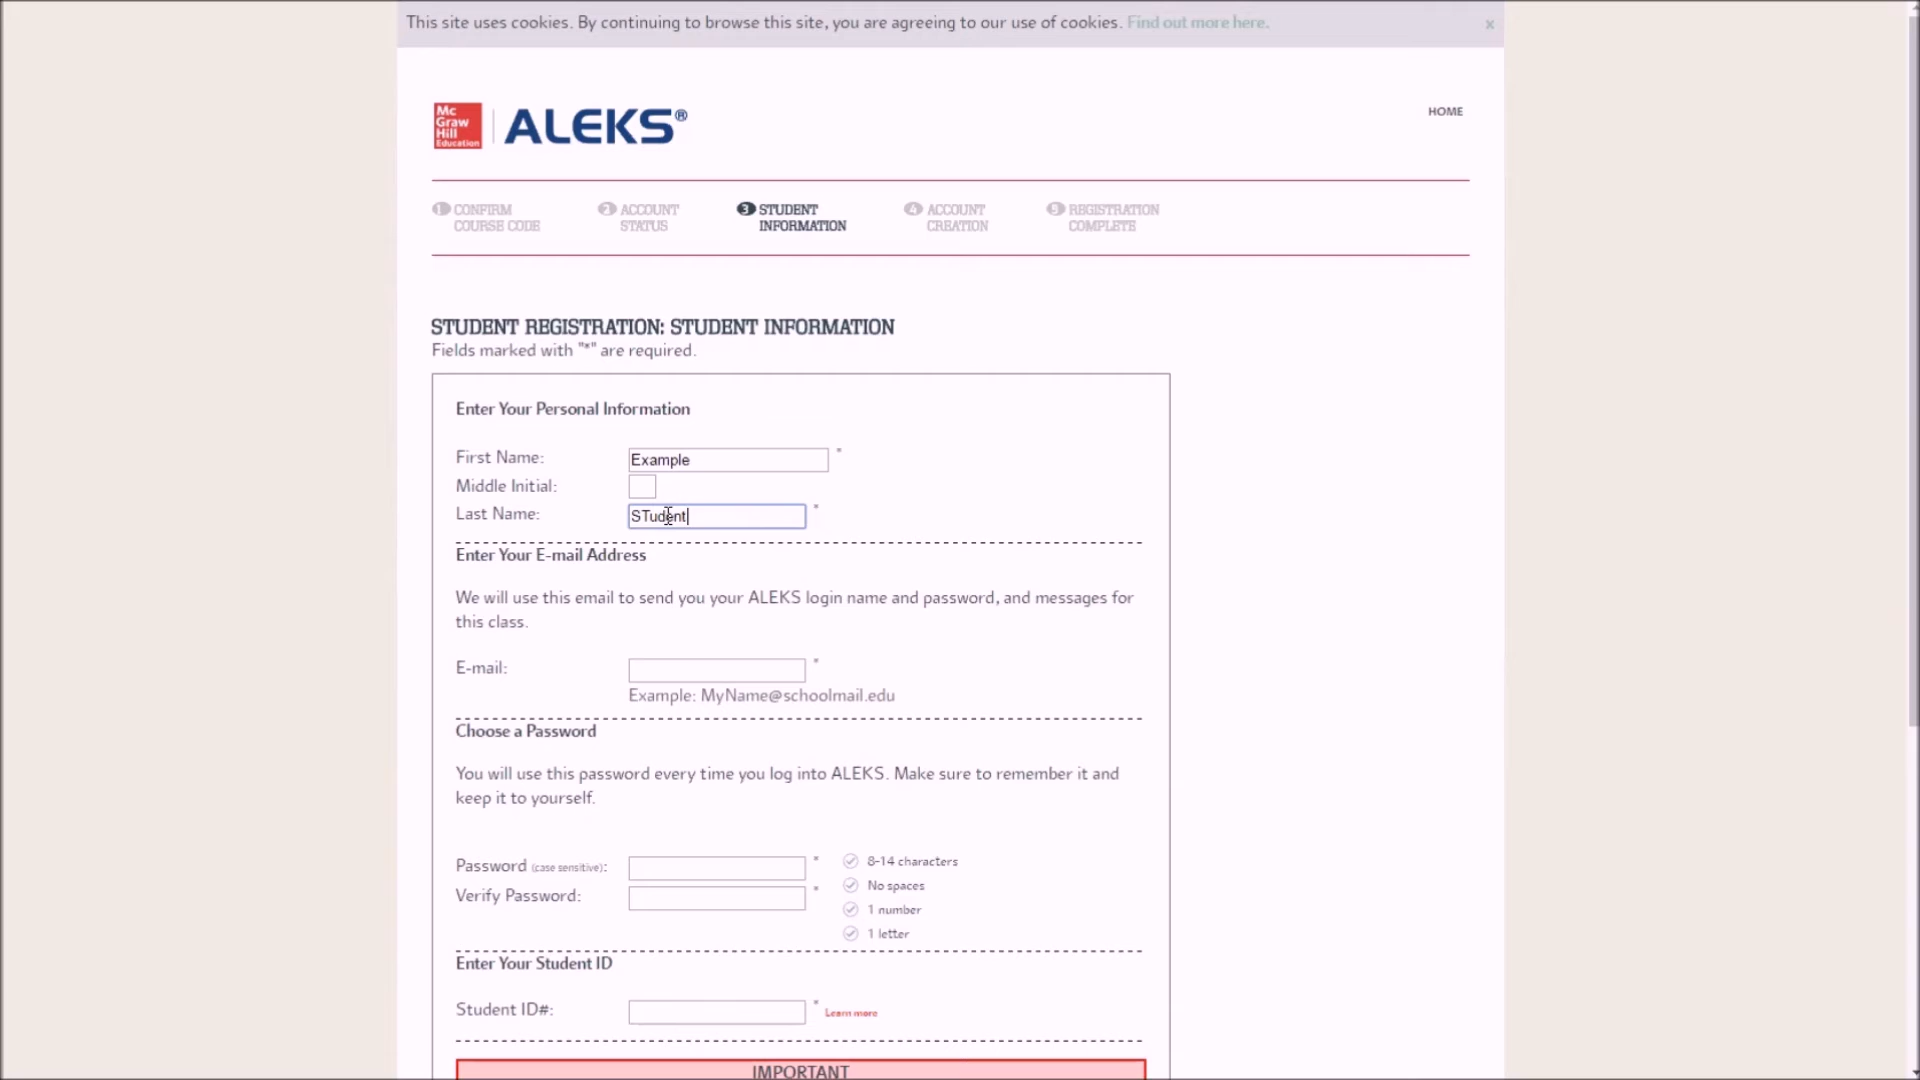 This site uses cookies. By continuing to browse this site, you are agreeing to our use of cookies. Find out more here.
x
Mc
Graw
Hill
Education
ALEKS®
HOME
1 CONFIRM
COURSE CODE
2 ACCOUNT
STATUS
3 STUDENT
INFORMATION
4 ACCOUNT
CREATION
5 REGISTRATION
COMPLETE
STUDENT REGISTRATION: STUDENT INFORMATION
Fields marked with "*" are required.
Enter Your Personal Information
First Name: Example *
Middle Initial:
Last Name: STudent *
Enter Your E-mail Address
We will use this email to send you your ALEKS login name and password, and messages for
this class.
E-mail: *
Example: MyName@schoolmail.edu
Choose a Password
You will use this password every time you log into ALEKS. Make sure to remember it and
keep it to yourself.
Password (case sensitive): *
8-14 characters
No spaces
Verify Password: *
1 number
1 letter
Enter Your Student ID
Student ID#: * Learn more
IMPORTANT